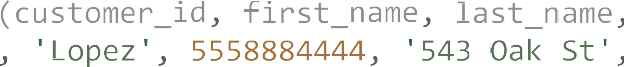 (customer_id, first_name, last_name,
, 'Lopez', 5558884444, '543 Oak St',